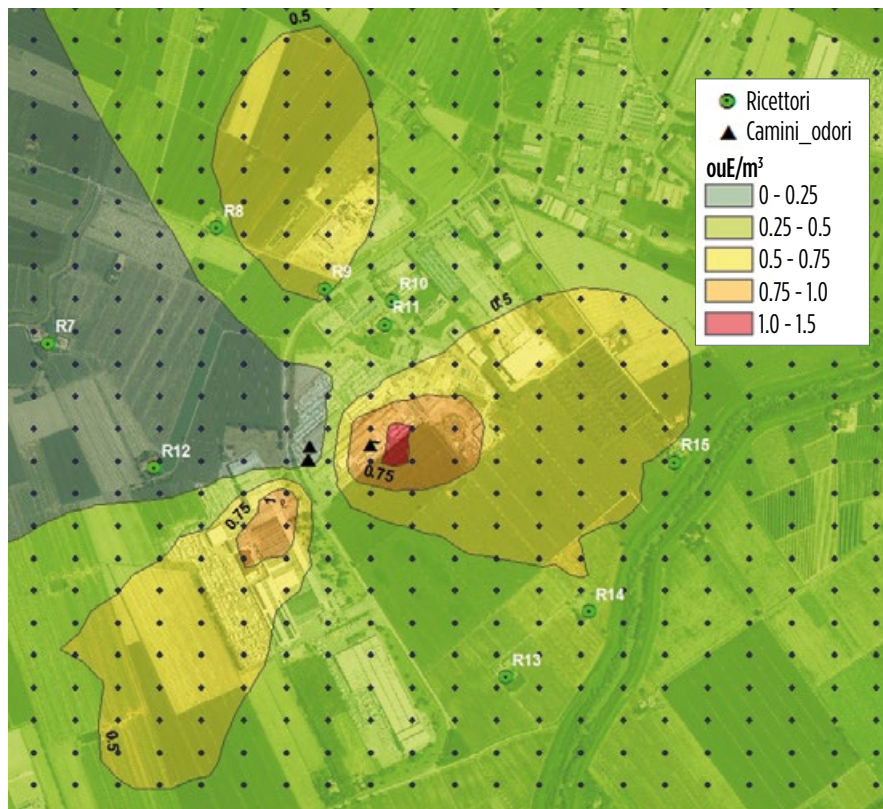 0.5
Ricettori
Camini_odori
ouE/m³
0 - 0.25
0.25 - 0.5
0.5 - 0.75
0.75 - 1.0
1.0 - 1.5
R8
R9
R10
0.5
R11
R7
1
R15
R12
0.75
0.75
1
R14
R13
0.5